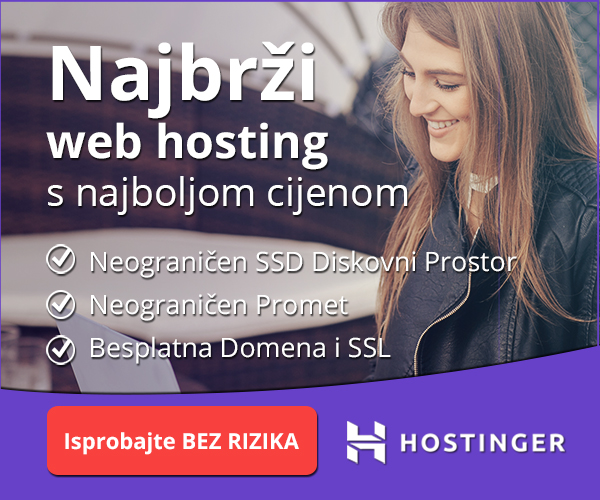 Najbrži
web hosting
s najboljom cijenom
Neograničen SSD Diskovni Prostor
Neograničen Promet
Besplatna Domena i SSL
Isprobajte BEZ RIZIKA
HOSTINGER